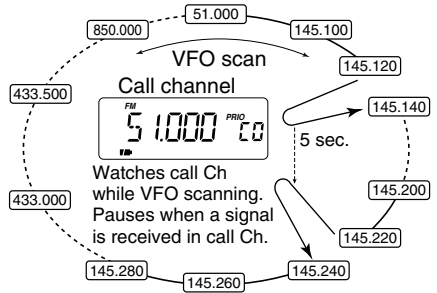 51.000
850.000
145.100
VFO scan
145.120
Call channel
433.500
145.140
FM
51.000 PRIO C0
5 sec.
Watches call Ch
while VFO scanning.
Pauses when a signal
is received in call Ch.
145.200
433.000
145.220
145.280
145.240
145.260